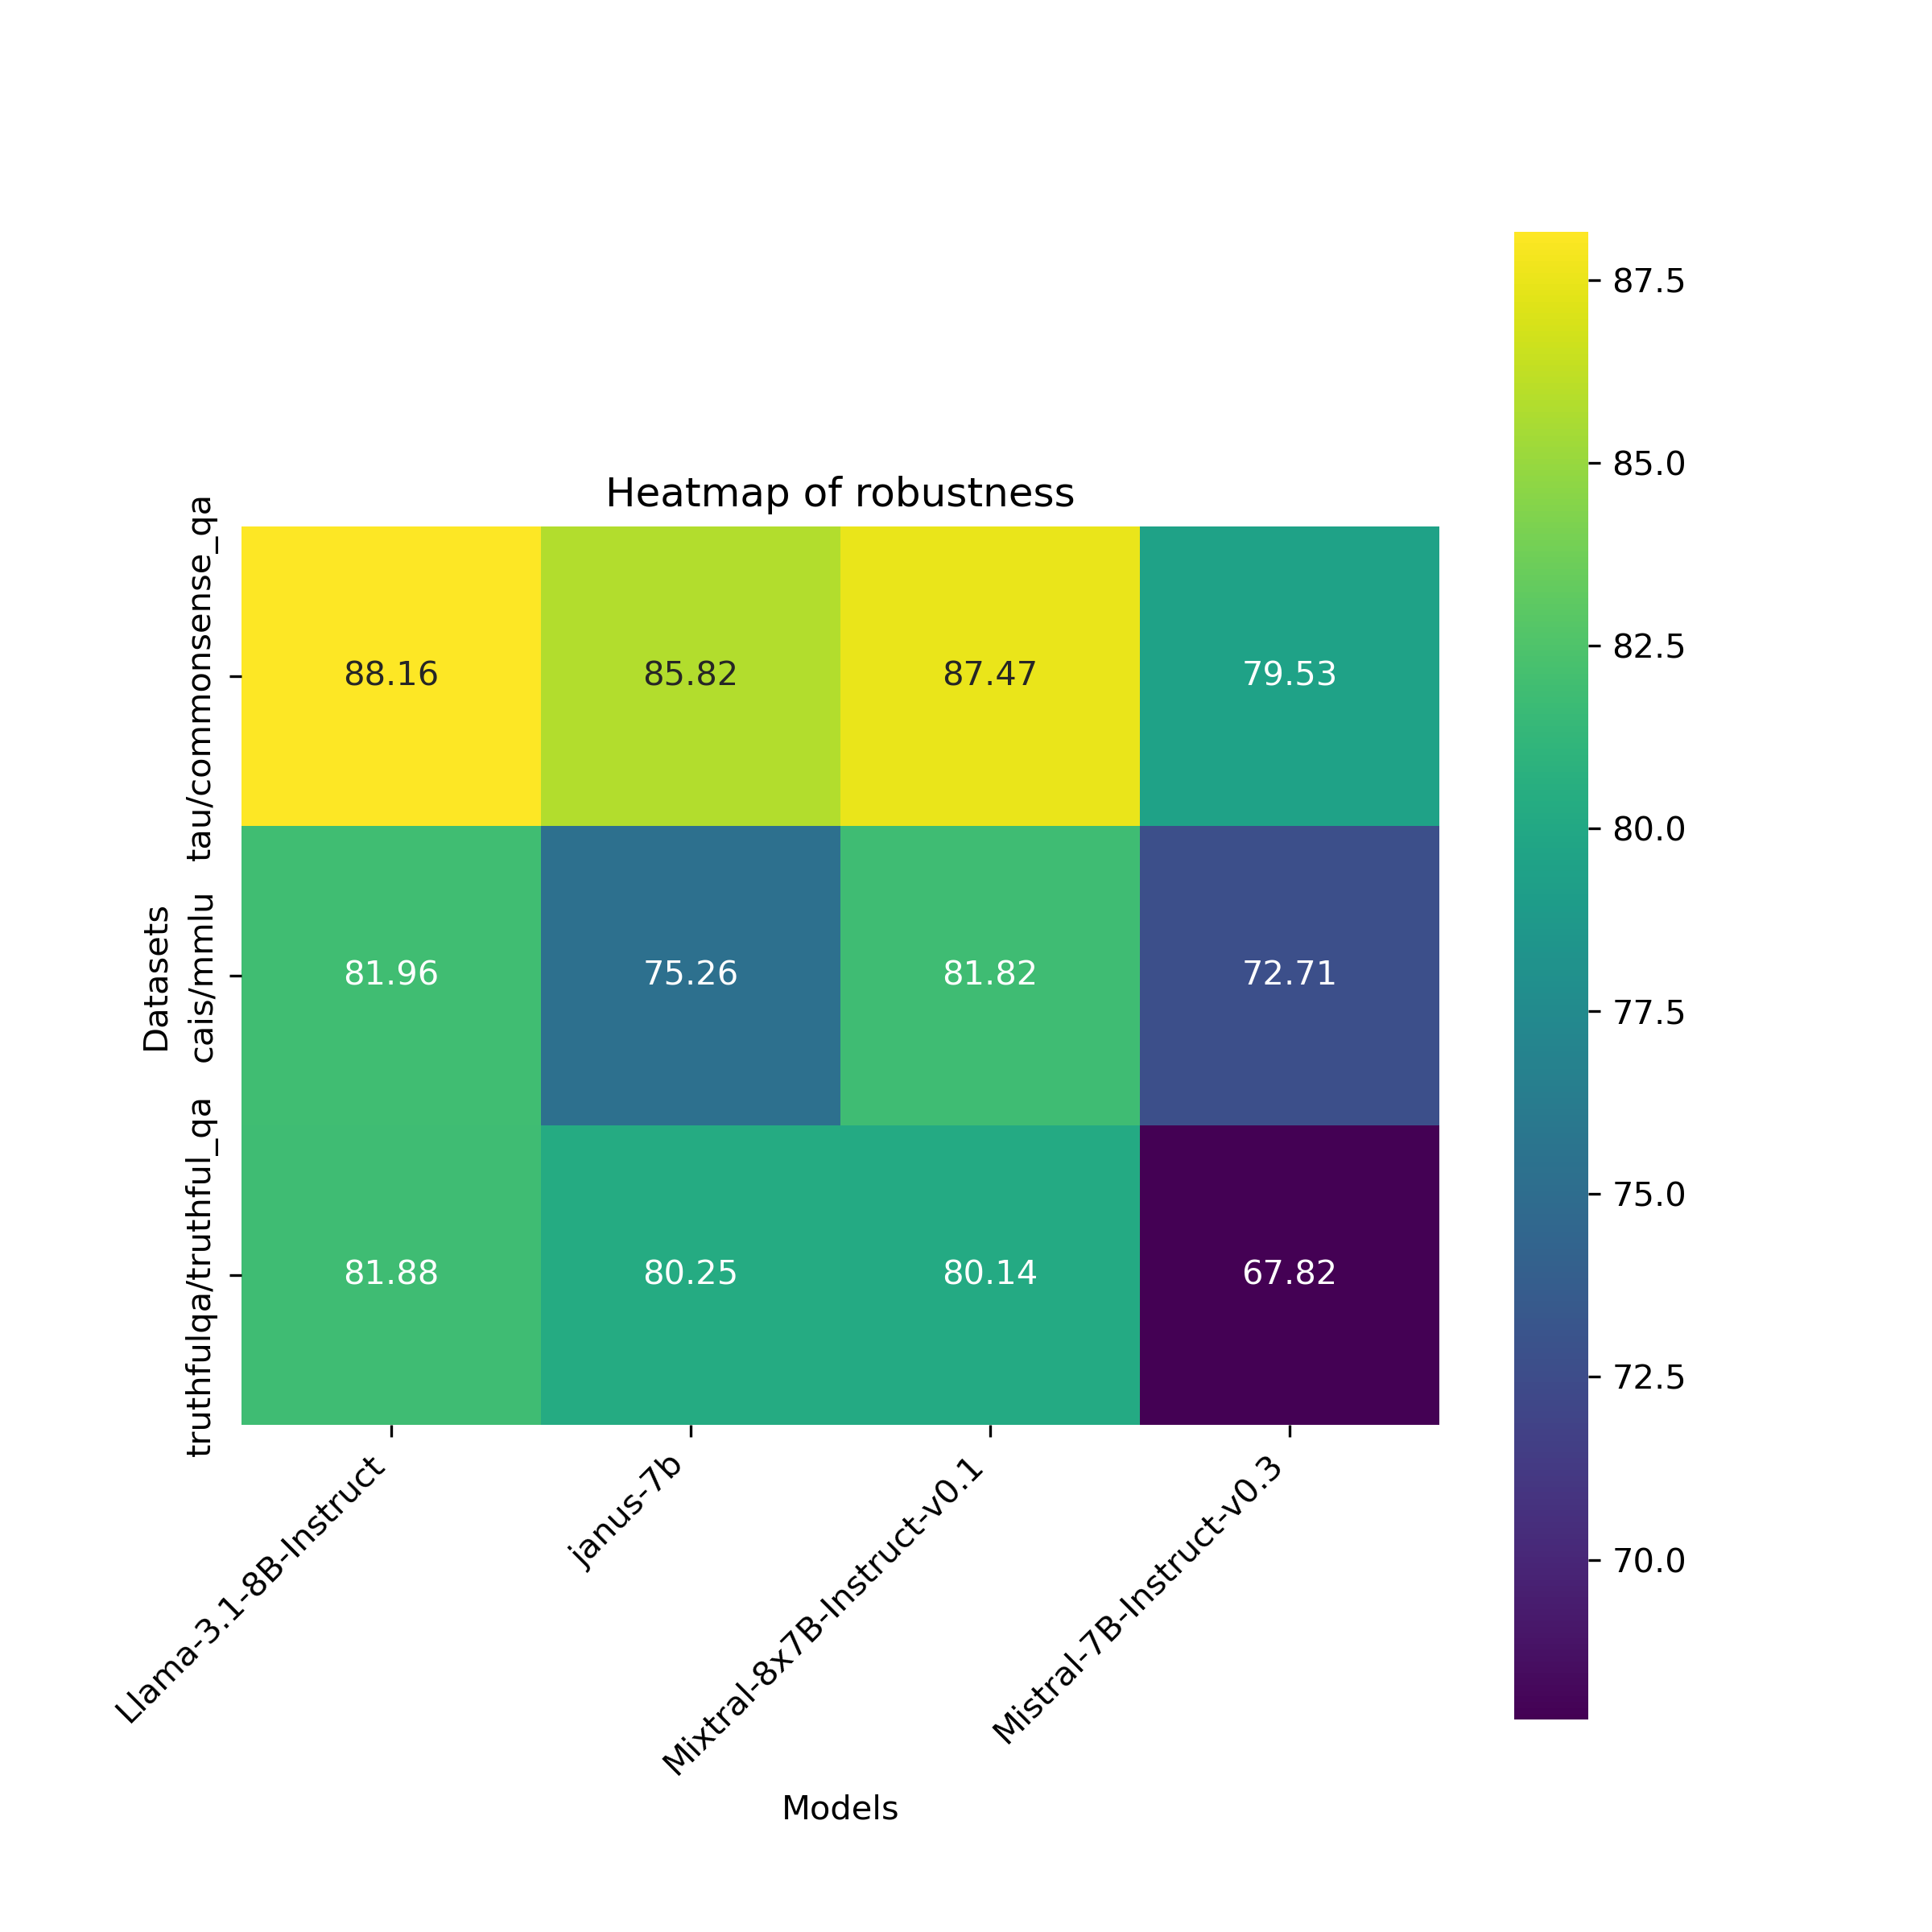 Heatmap of robustness
Datasets
tau/commonsense_qa
88.16 85.82 87.47 79.53
cais/mmlu
81.96 75.26 81.82 72.71
truthfulqa/truthful_qa
81.88 80.25 80.14 67.82
Llama-3.1-8B-Instruct
janus-7b
Mixtral-8x7B-Instruct-v0.1
Mistral-7B-Instruct-v0.3
Models
87.5
85.0
82.5
80.0
77.5
75.0
72.5
70.0